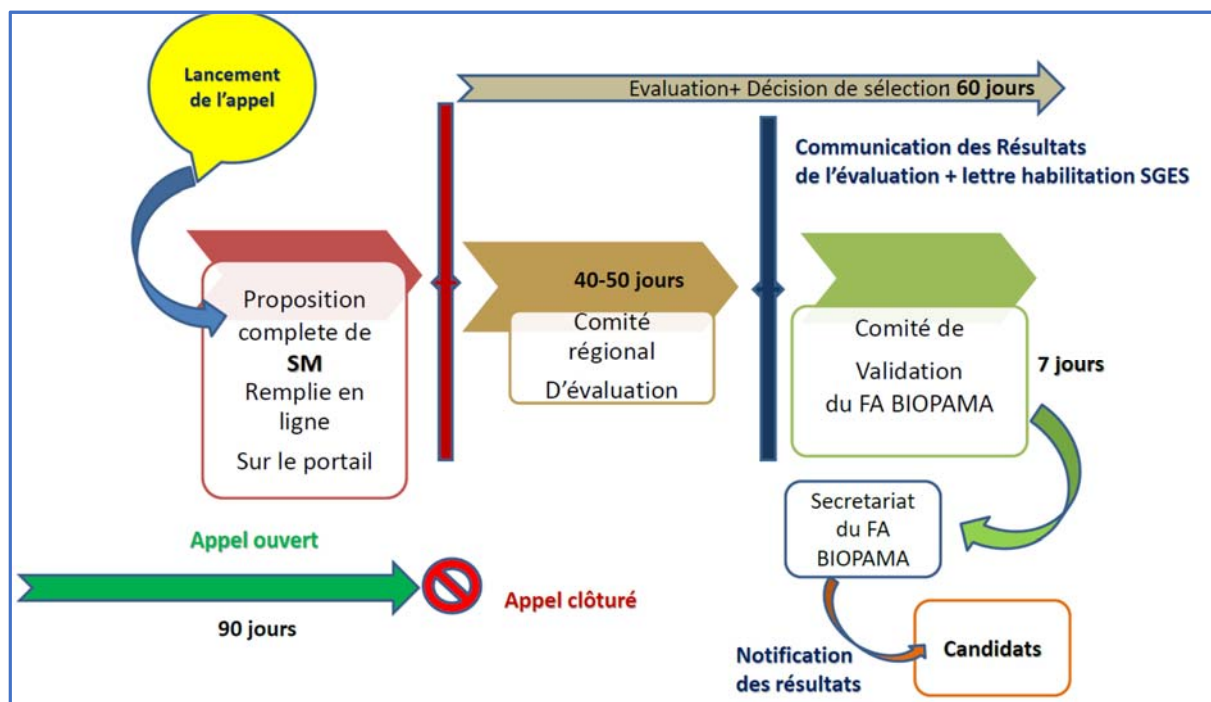 Lancement
de l'appel
Evaluation+ Décision de sélection 60 jours
Communication des Résultats
de l'évaluation + lettre habilitation SGES
Proposition
complete de
SM
Remplie en
ligne
Sur le portail
40-50 jours
Comité
régional
D'évaluation
Comité de
Validation
du FA BIOPAMA
7 jours
Secretariat
du FA
BIOPAMA
Appel ouvert
90 jours
Appel clôturé
Notification
des résultats
Candidats